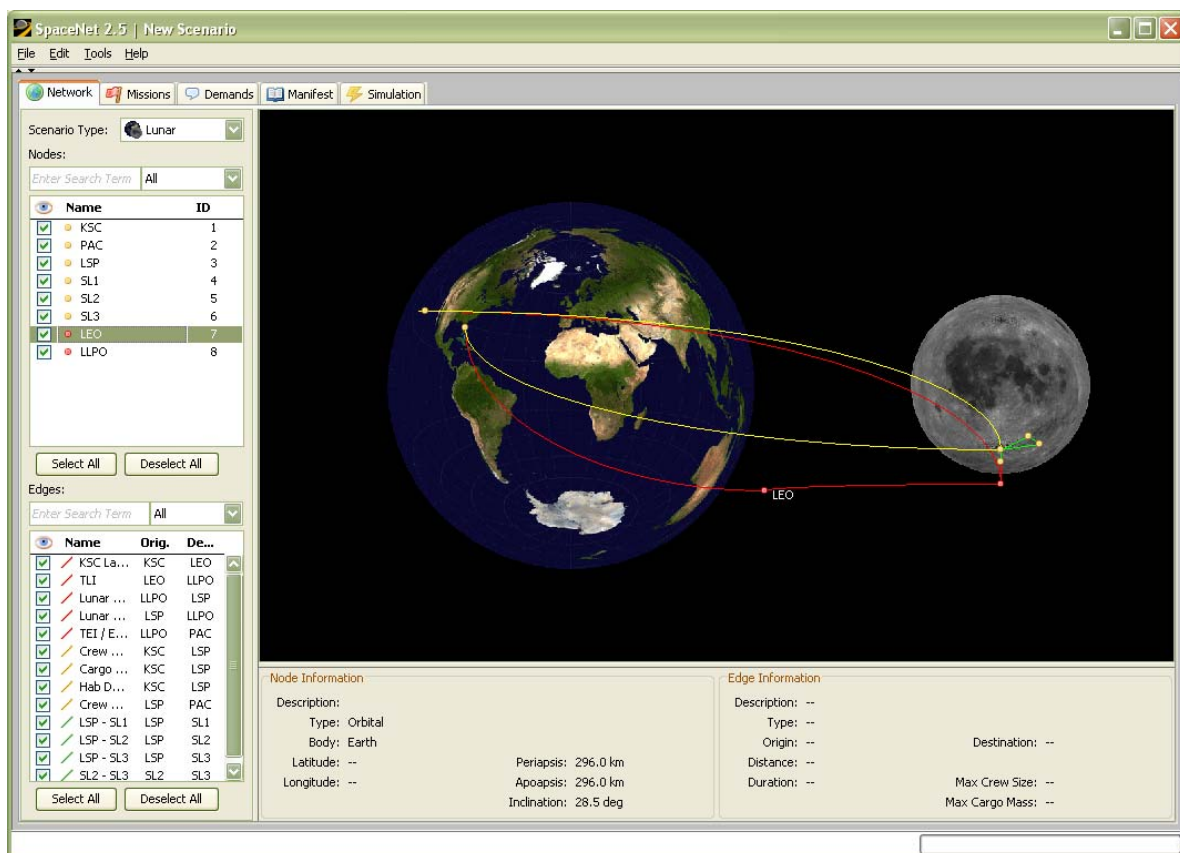 SpaceNet 2.5 | New Scenario
File Edit Tools Help
Network Missions Demands Manifest Simulation
Scenario Type: Lunar
Nodes:
Enter Search Term All
Name ID
KSC 1
PAC 2
LSP 3
SL1 4
SL2 5
SL3 6
LEO 7
LLPO 8
Select All Deselect All
Edges:
Enter Search Term All
Name Orig. De...
KSC La... KSC LEO
TLI LEO LLPO
Lunar ... LLPO LSP
Lunar ... LSP LLPO
TEI / E... LLPO PAC
Crew ... KSC LSP
Cargo ... KSC LSP
Hab D... KSC LSP
Crew ... LSP PAC
LSP - SL1 LSP SL1
LSP - SL2 LSP SL2
LSP - SL3 LSP SL3
SL2 - SL3 SL2 SL3
Select All Deselect All
LEO
Node Information
Description:
Type: Orbital
Body: Earth
Latitude: -- Periapsis: 296.0 km
Longitude: -- Apoapsis: 296.0 km
Inclination: 28.5 deg
Edge Information
Description: --
Type: --
Origin: -- Destination: --
Distance: --
Duration: -- Max Crew Size: --
Max Cargo Mass: --